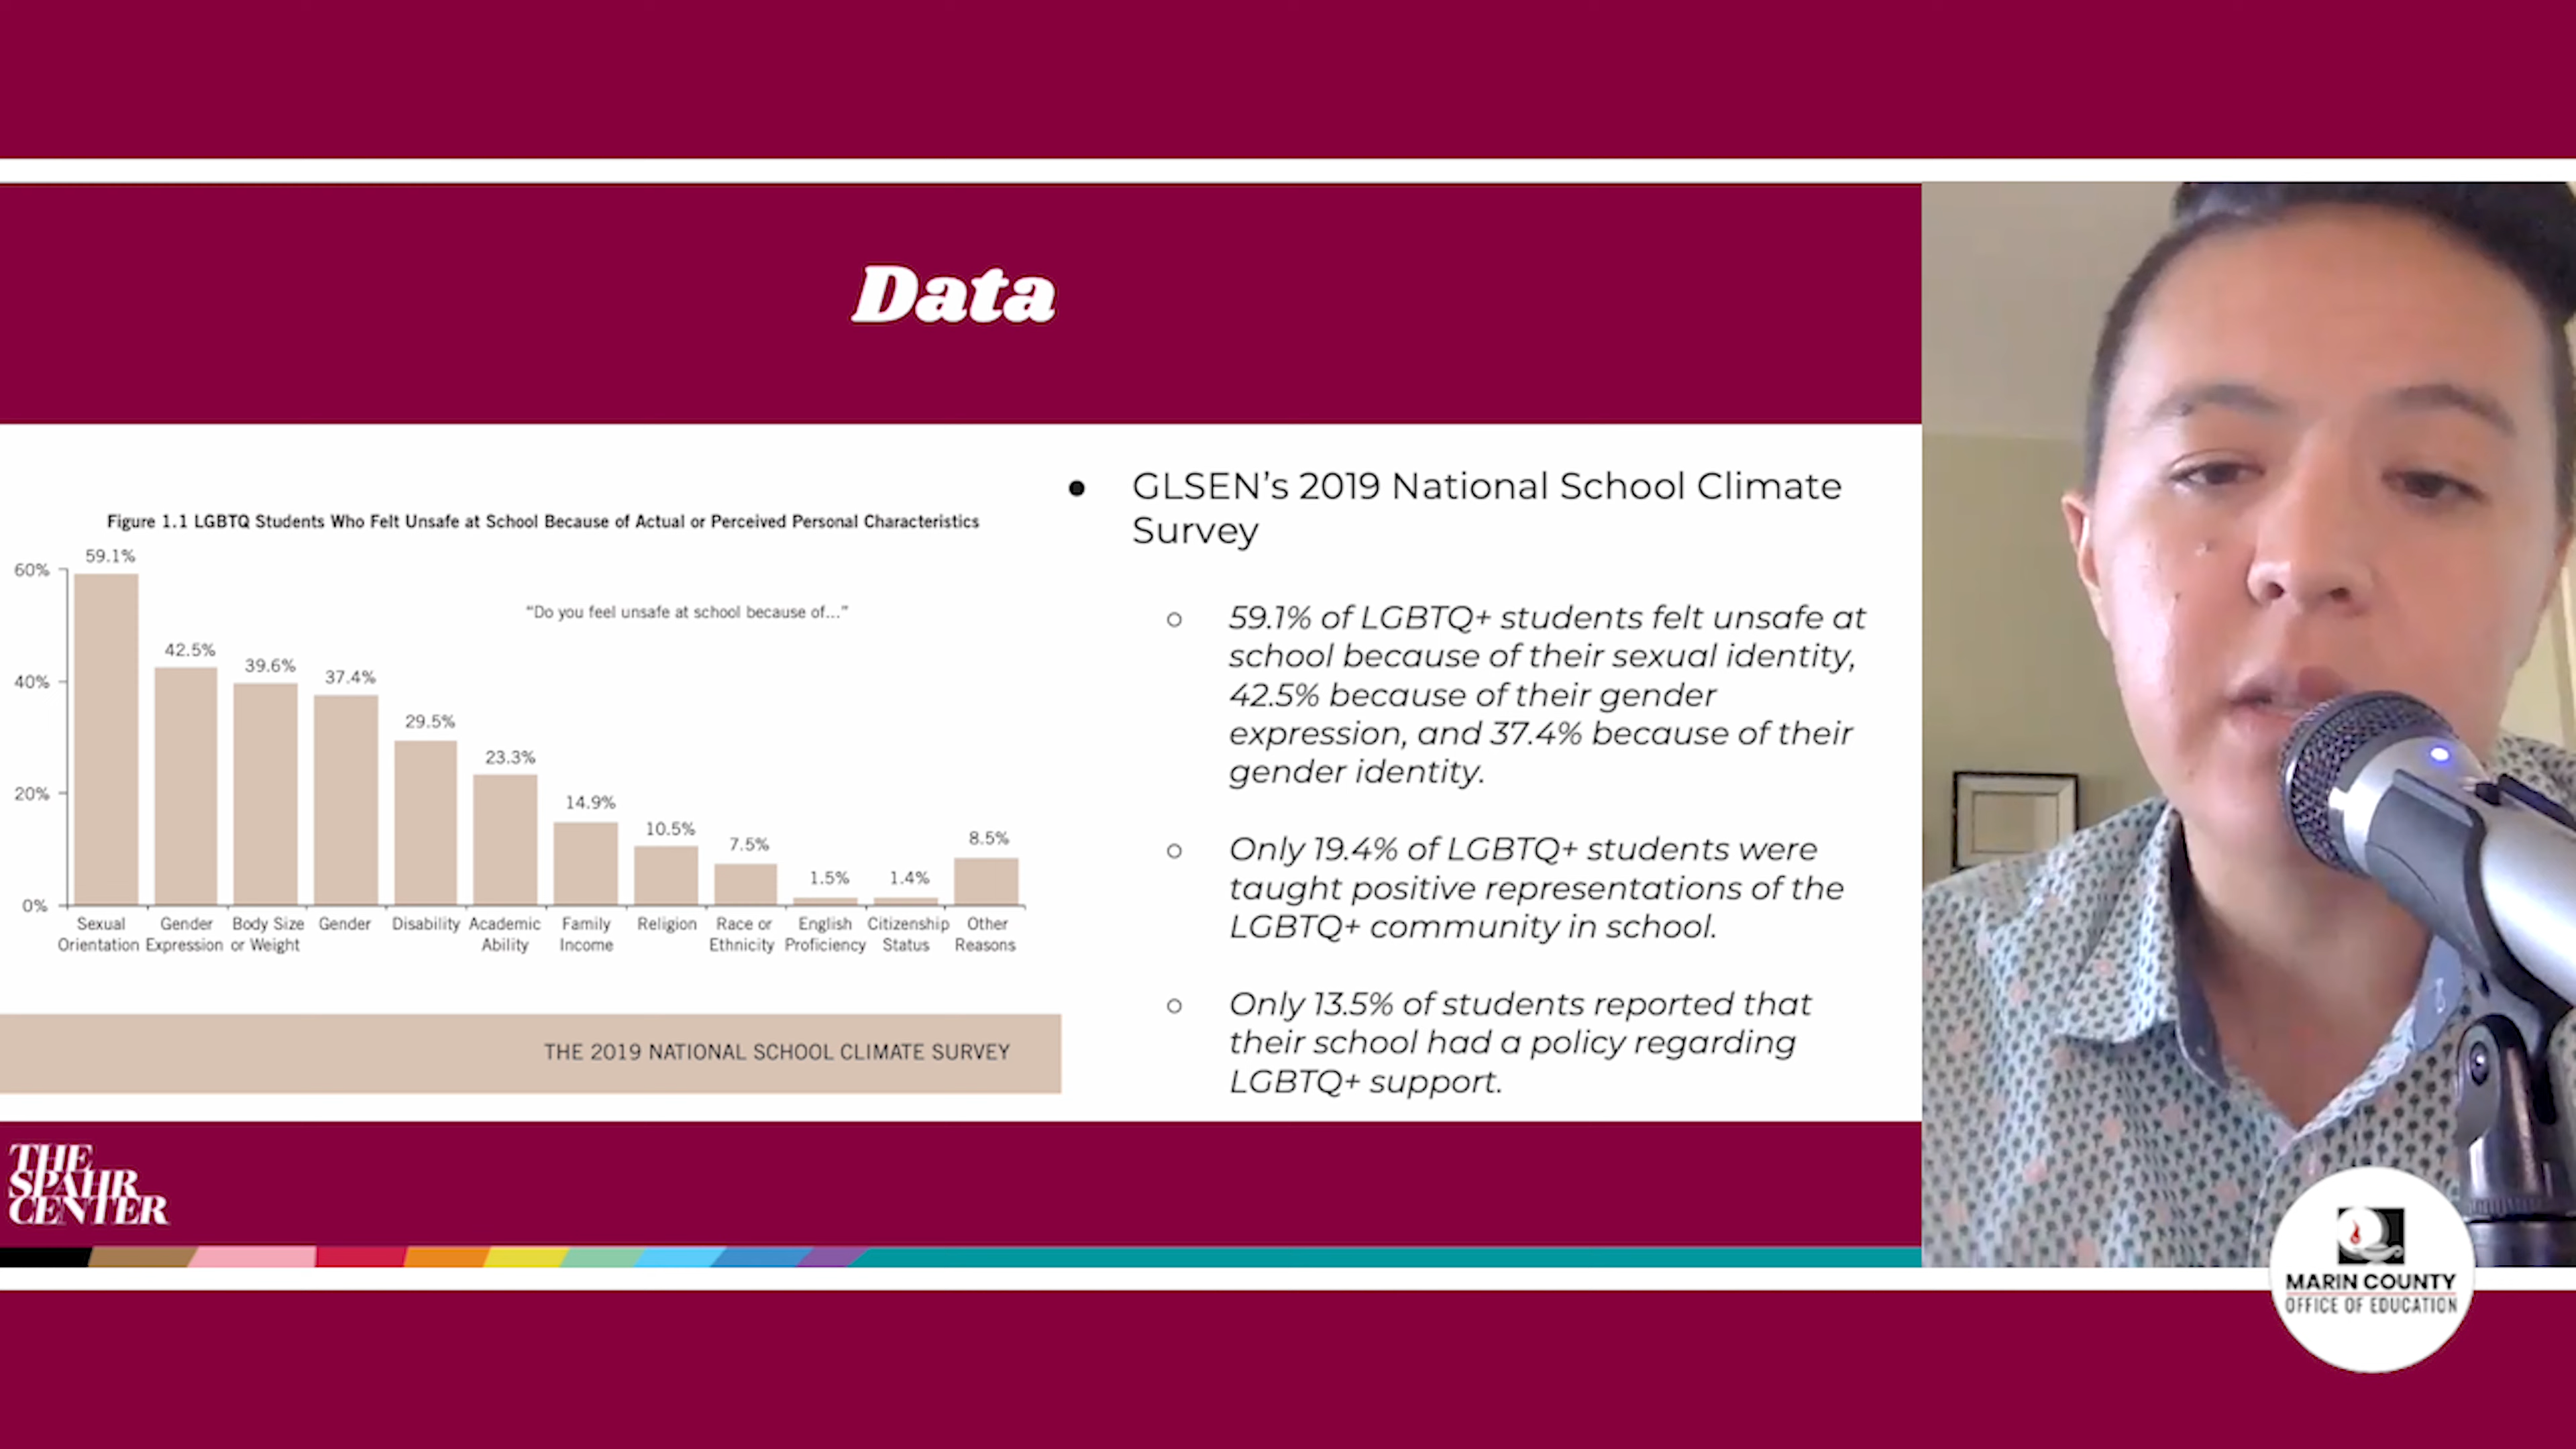 Data
Figure 1.1 LGBTQ Students Who Felt Unsafe at School Because of Actual or Perceived Personal Characteristics
"Do you feel unsafe at school because of..."
60%
40%
20%
0%
59.1%
42.5%
39.6%
37.4%
29.5%
23.3%
14.9%
10.5%
7.5%
1.5%
1.4%
8.5%
Sexual
Orientation
Gender
Expression
Body Size
or Weight
Gender
Disability
Academic
Ability
Family
Income
Religion
Race or
Ethnicity
English
Proficiency
Citizenship
Status
Other
Reasons
THE 2019 NATIONAL SCHOOL CLIMATE SURVEY
● GLSEN’s 2019 National School Climate
Survey
○ 59.1% of LGBTQ+ students felt unsafe at
school because of their sexual identity,
42.5% because of their gender
expression, and 37.4% because of their
gender identity.
○ Only 19.4% of LGBTQ+ students were
taught positive representations of the
LGBTQ+ community in school.
○ Only 13.5% of students reported that
their school had a policy regarding
LGBTQ+ support.
THE
SPAHR
CENTER
MARIN COUNTY
OFFICE OF EDUCATION